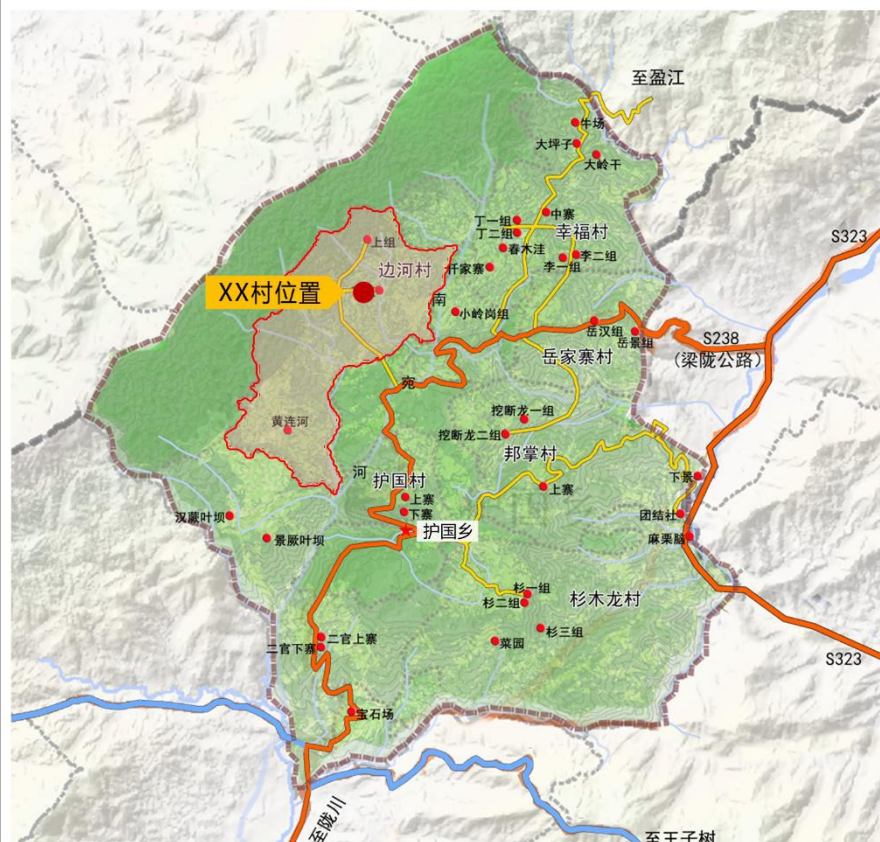 至盈江
牛场
大坪子
大岭干
中寨
丁一组
丁二组
幸福村
S323
上组
春木洼
李二组
李一组
边河村
仟家寨
XX村位置
南
小岭岗组
岳汉组
岳景组
S238
(梁陇公路)
岳家寨村
宛
挖断龙一组
黄连河
挖断龙二组
邦掌村
河
护国村
下景
上寨
上寨
下寨
团结社
汉蕨叶坝
护国乡
景蕨叶坝
麻栗脑
杉一组
杉二组
杉木龙村
杉三组
二官上寨
菜园
二官下寨
S323
宝石场
至陇川
至王子树